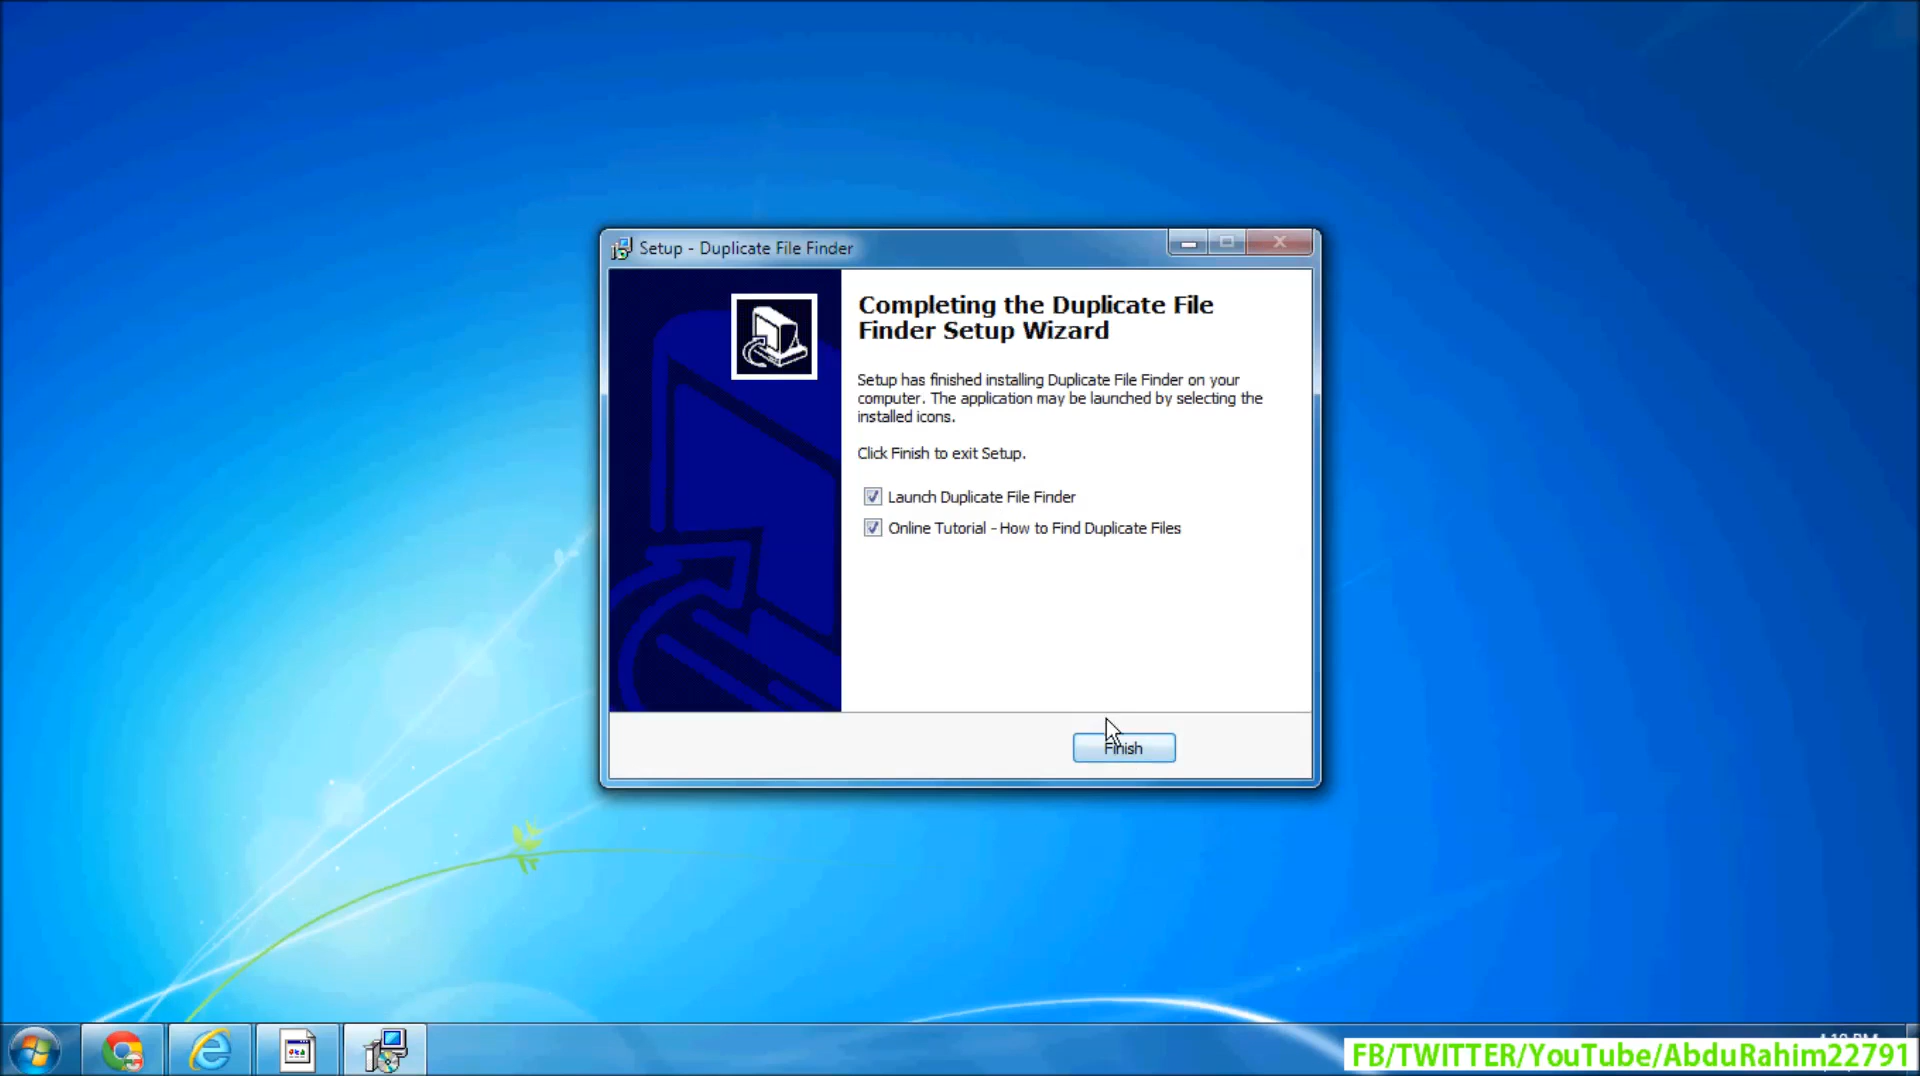 Setup - Duplicate File Finder
Completing the Duplicate File
Finder Setup Wizard
Setup has finished installing Duplicate File Finder on your
computer. The application may be launched by selecting the
installed icons.
Click Finish to exit Setup.
Launch Duplicate File Finder
Online Tutorial - How to Find Duplicate Files
Finish
FB/TWITTER/YouTube/AbduRahim22791